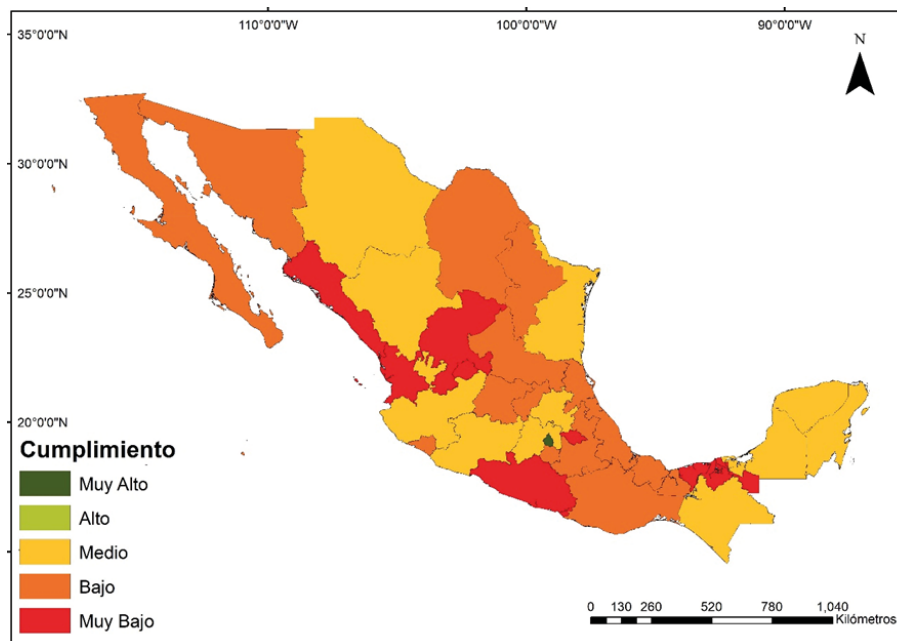 110°0'0"W 100°0'0"W 90°0'0"W
35°0'0"N
N
30°0'0"N
25°0'0"N
20°0'0"N
Cumplimiento
Muy Alto
Alto
Medio
Bajo
Muy Bajo
0 130 260 520 780 1,040
Kilómetros